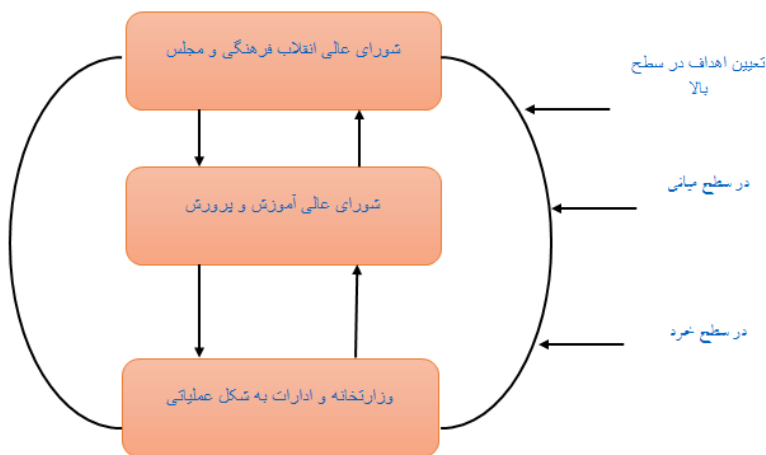 شورای عالی انقلاب فرهنگی و مجلس
تعیین اهداف در سطح
بالا
شورای عالی آموزش و پرورش
در سطح میانی
در سطح خرد
وزارتخانه و ادارات به شکل عملیاتی